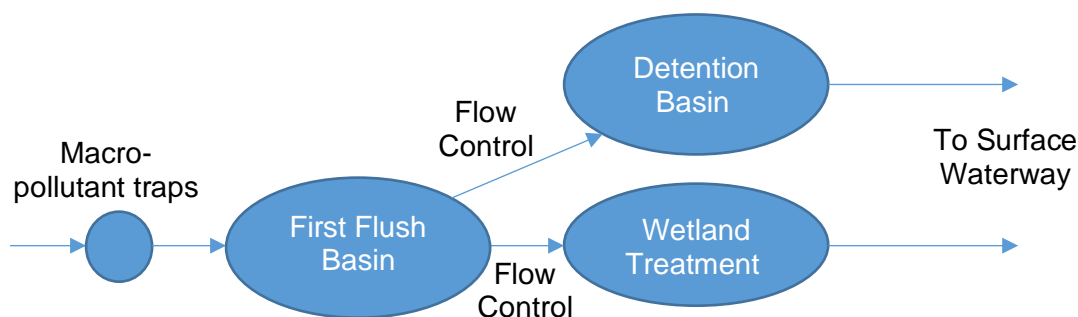 Macro-
pollutant traps
First Flush
Basin
Flow
Control
Detention
Basin
Flow
Control
Wetland
Treatment
To Surface
Waterway